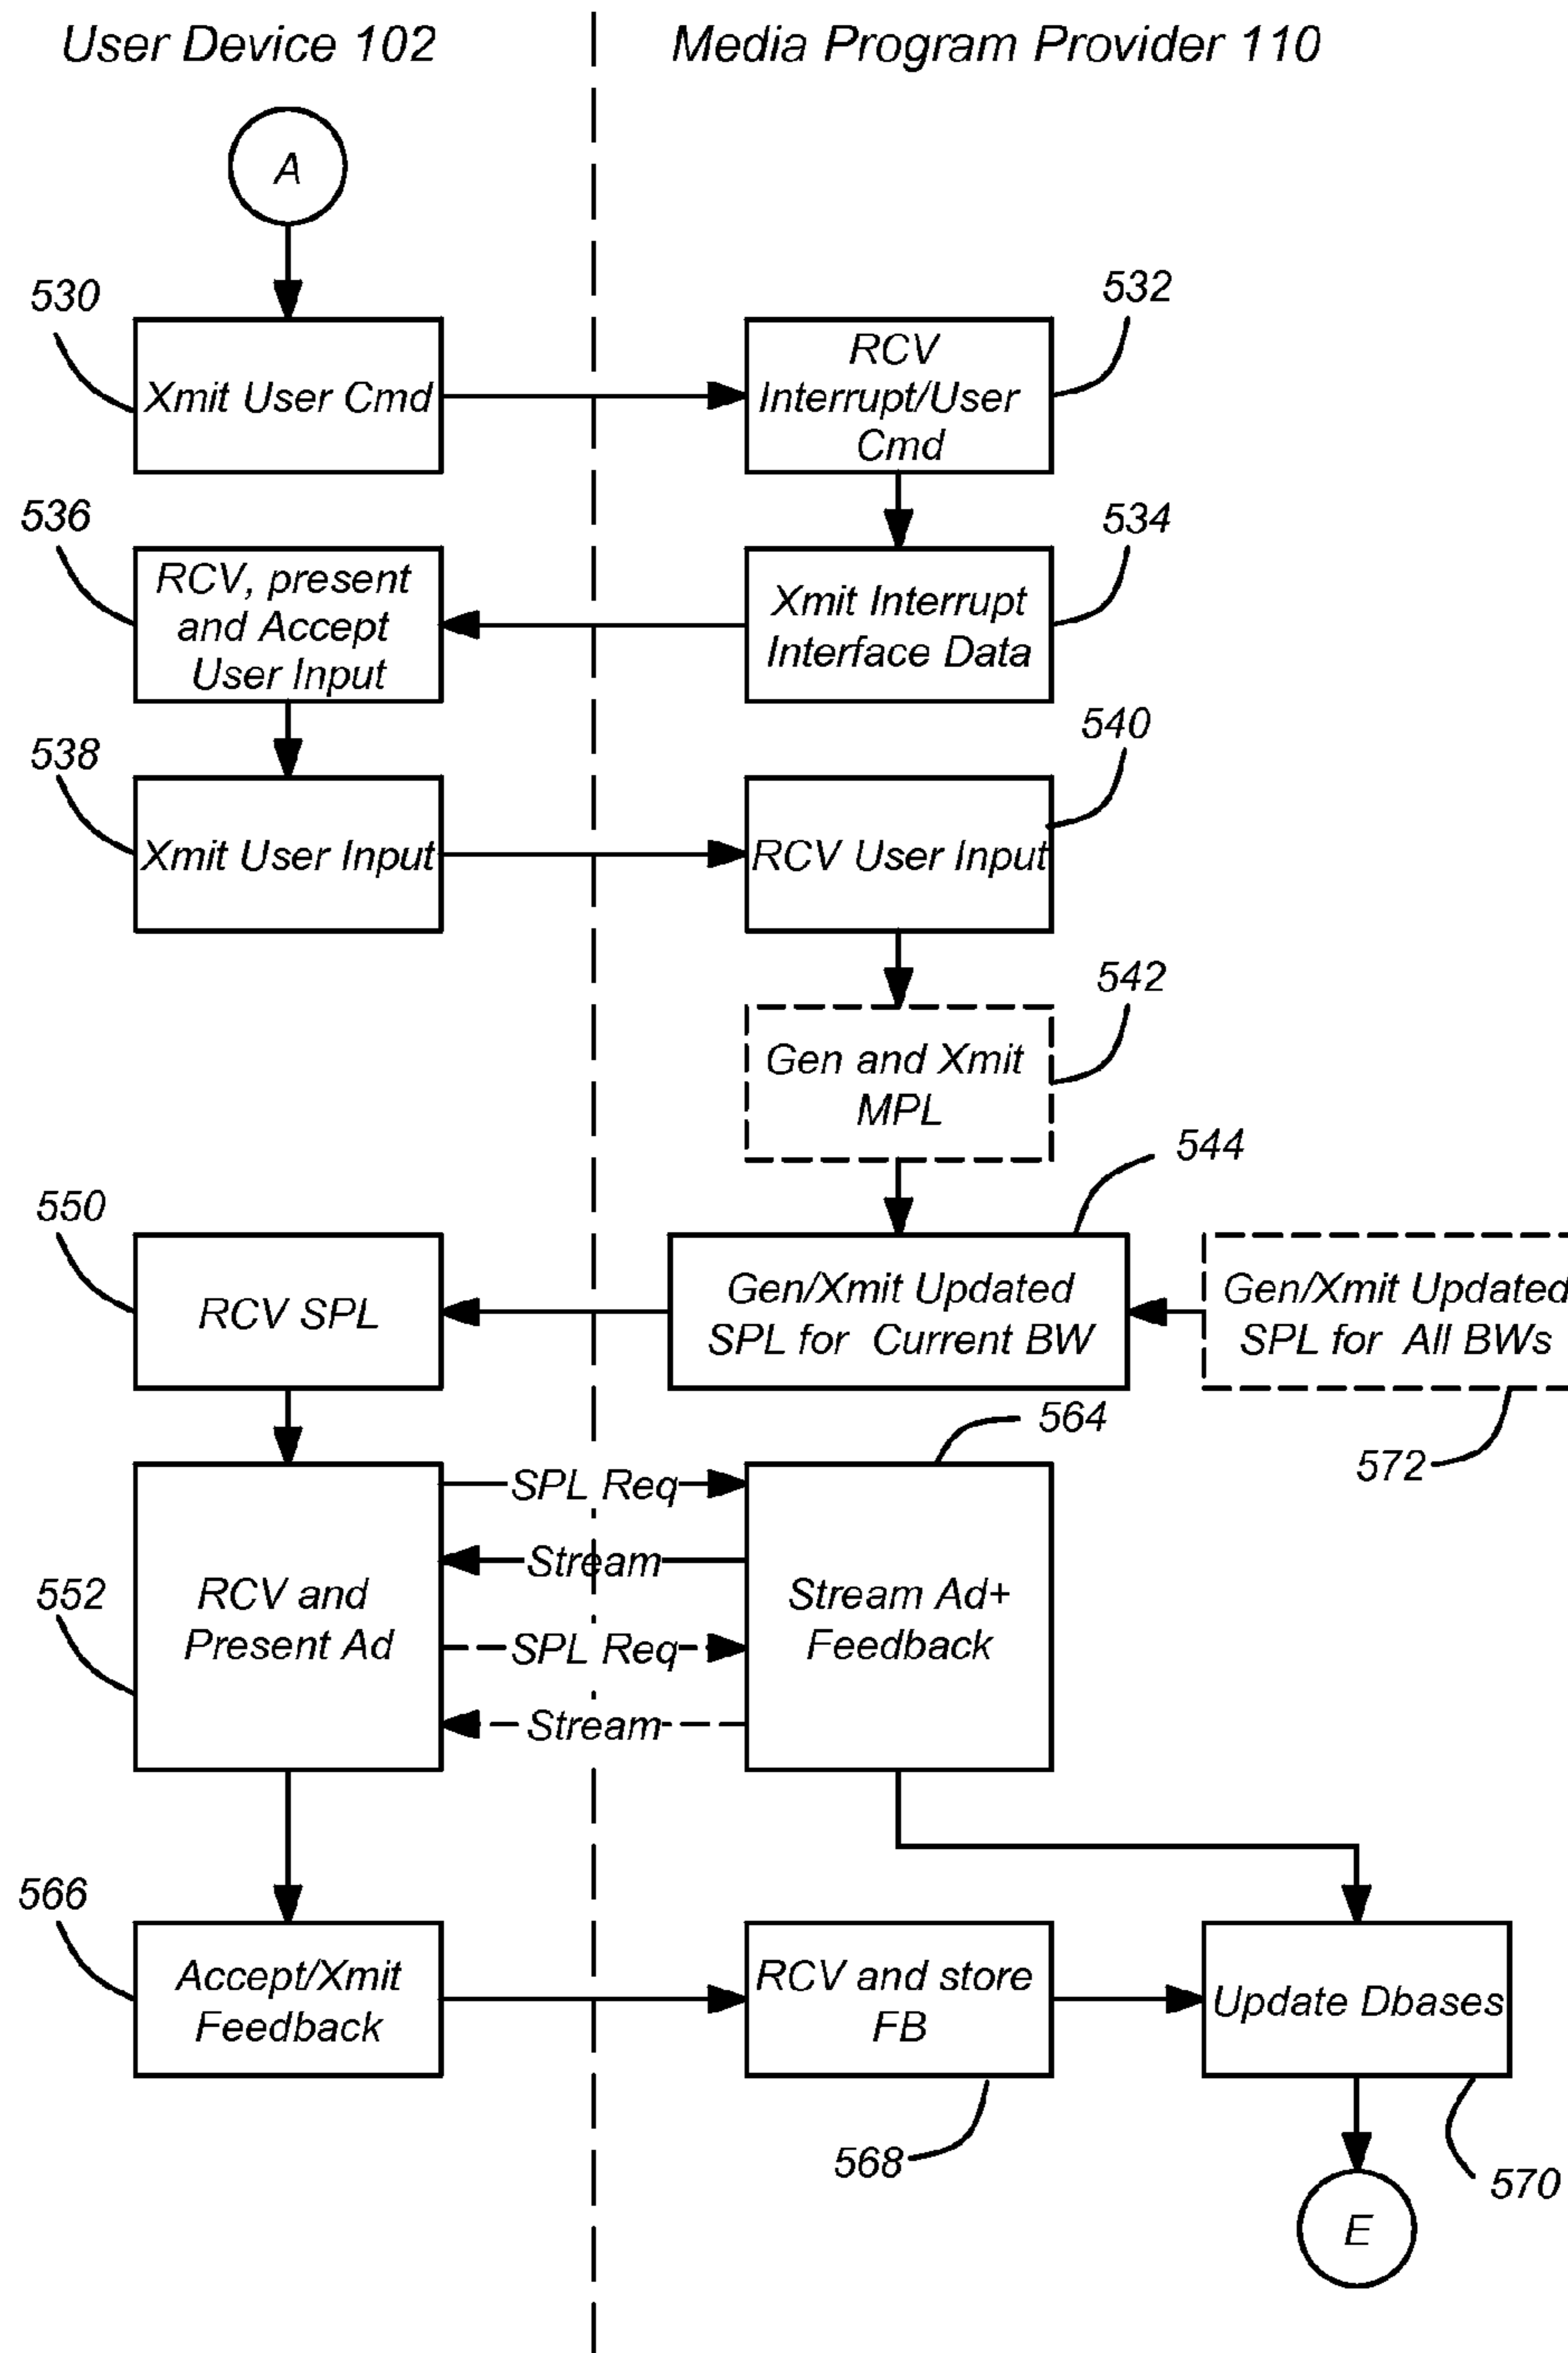 User Device 102
Media Program Provider 110
A
530
532
Xmit User Cmd
RCV
Interrupt/User
Cmd
536
534
RCV, present
and Accept
User Input
Xmit Interrupt
Interface Data
538
540
Xmit User Input
RCV User Input
542
Gen and Xmit
MPL
544
550
RCV SPL
Gen/Xmit Updated
SPL for Current BW
Gen/Xmit Updated
SPL for All BWs
564
572
SPL Req
Stream
552
RCV and
Present Ad
Stream Ad+
Feedback
SPL Req
Stream
566
Accept/Xmit
Feedback
RCV and store
FB
Update Dbases
568
570
E